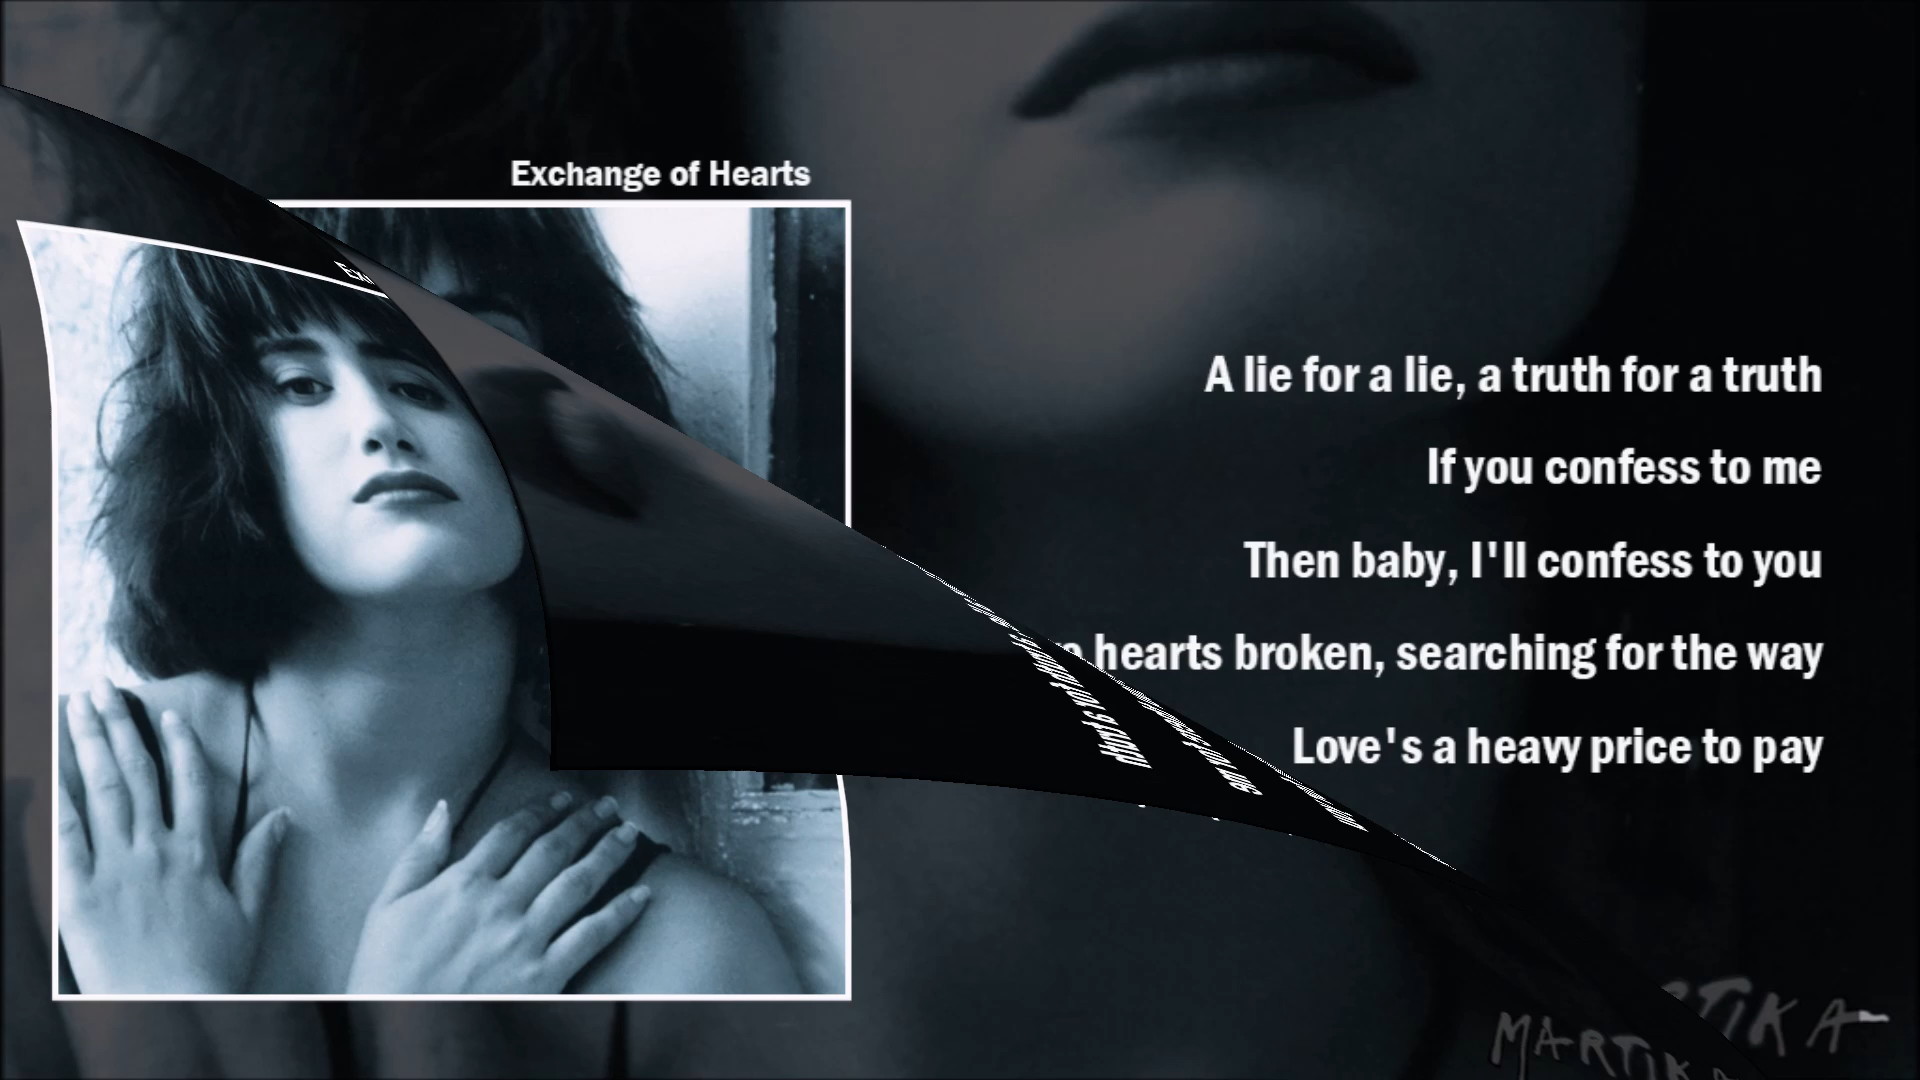 Exchange of Hearts
A lie for a lie, a truth for a truth
If you confess to me
Then baby, I'll confess to you
hearts broken, searching for the way
Love's a heavy price to pay
MARTIKA